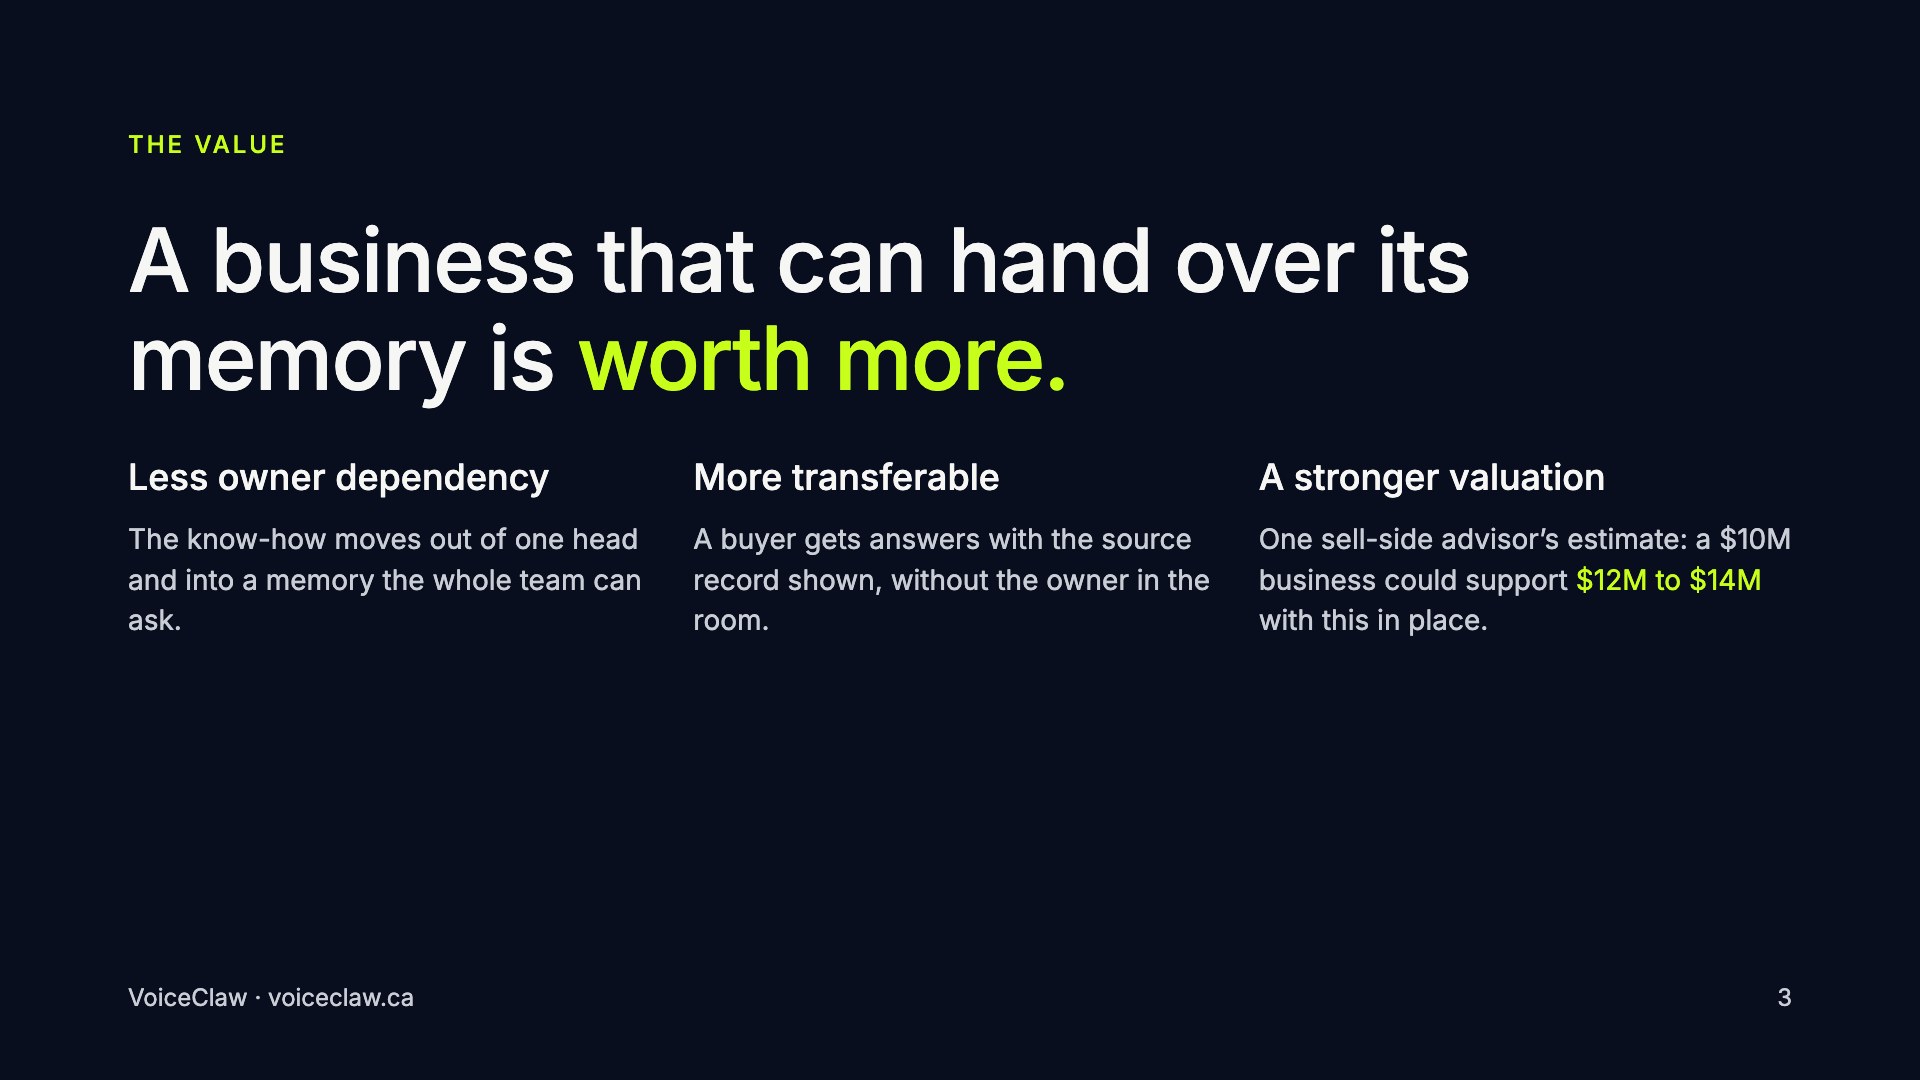 THE VALUE
A business that can hand over its
memory is worth more.
Less owner dependency
The know-how moves out of one head
and into a memory the whole team can
ask.
More transferable
A buyer gets answers with the source
record shown, without the owner in the
room.
A stronger valuation
One sell-side advisor’s estimate: a $10M
business could support $12M to $14M
with this in place.
VoiceClaw · voiceclaw.ca
3